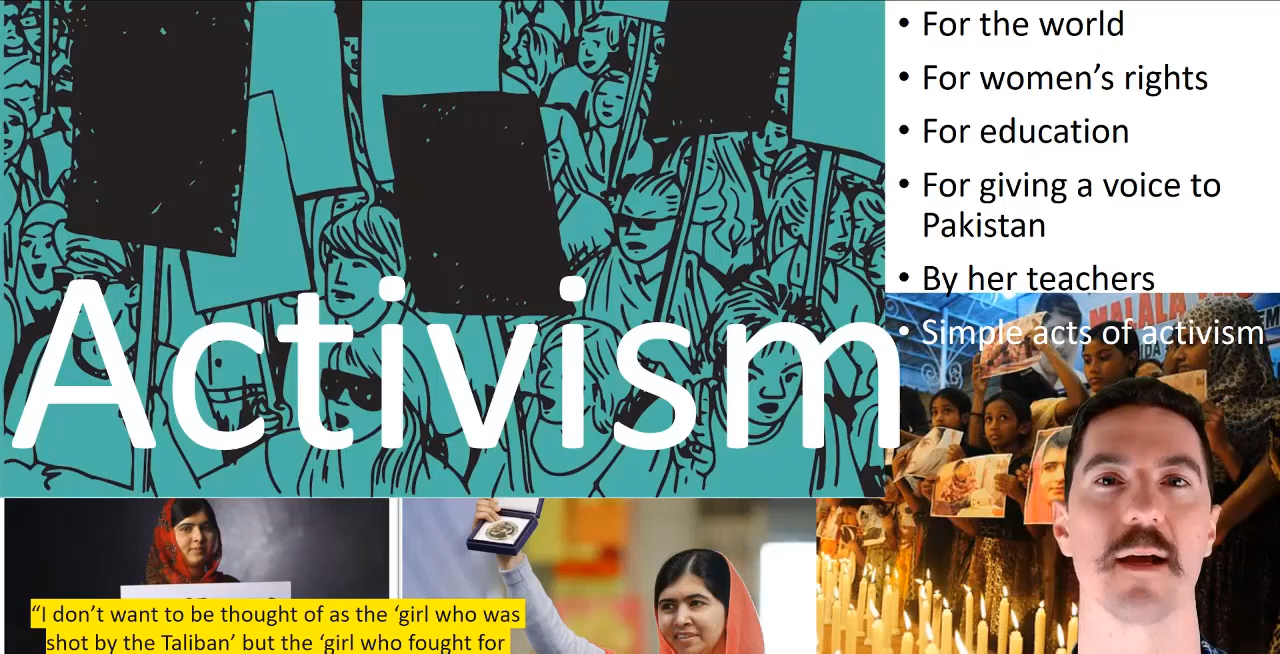 • For the world
• For women’s rights
• For education
• For giving a voice to
Pakistan
• By her teachers
• Simple acts of activism
Activism
MALALA
“I don’t want to be thought of as the ‘girl who was
shot by the Taliban’ but the ‘girl who fought for